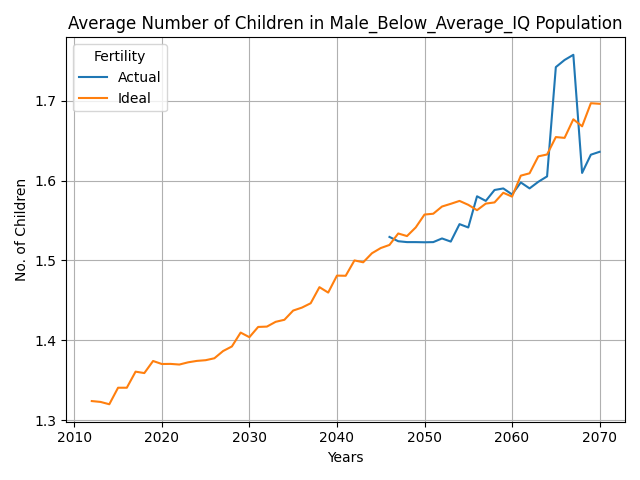 Average Number of Children in Male_Below_Average_IQ Population
Fertility
Actual
Ideal
1.7
1.6
1.5
1.4
1.3
No. of Children
2010 2020 2030 2040 2050 2060 2070
Years